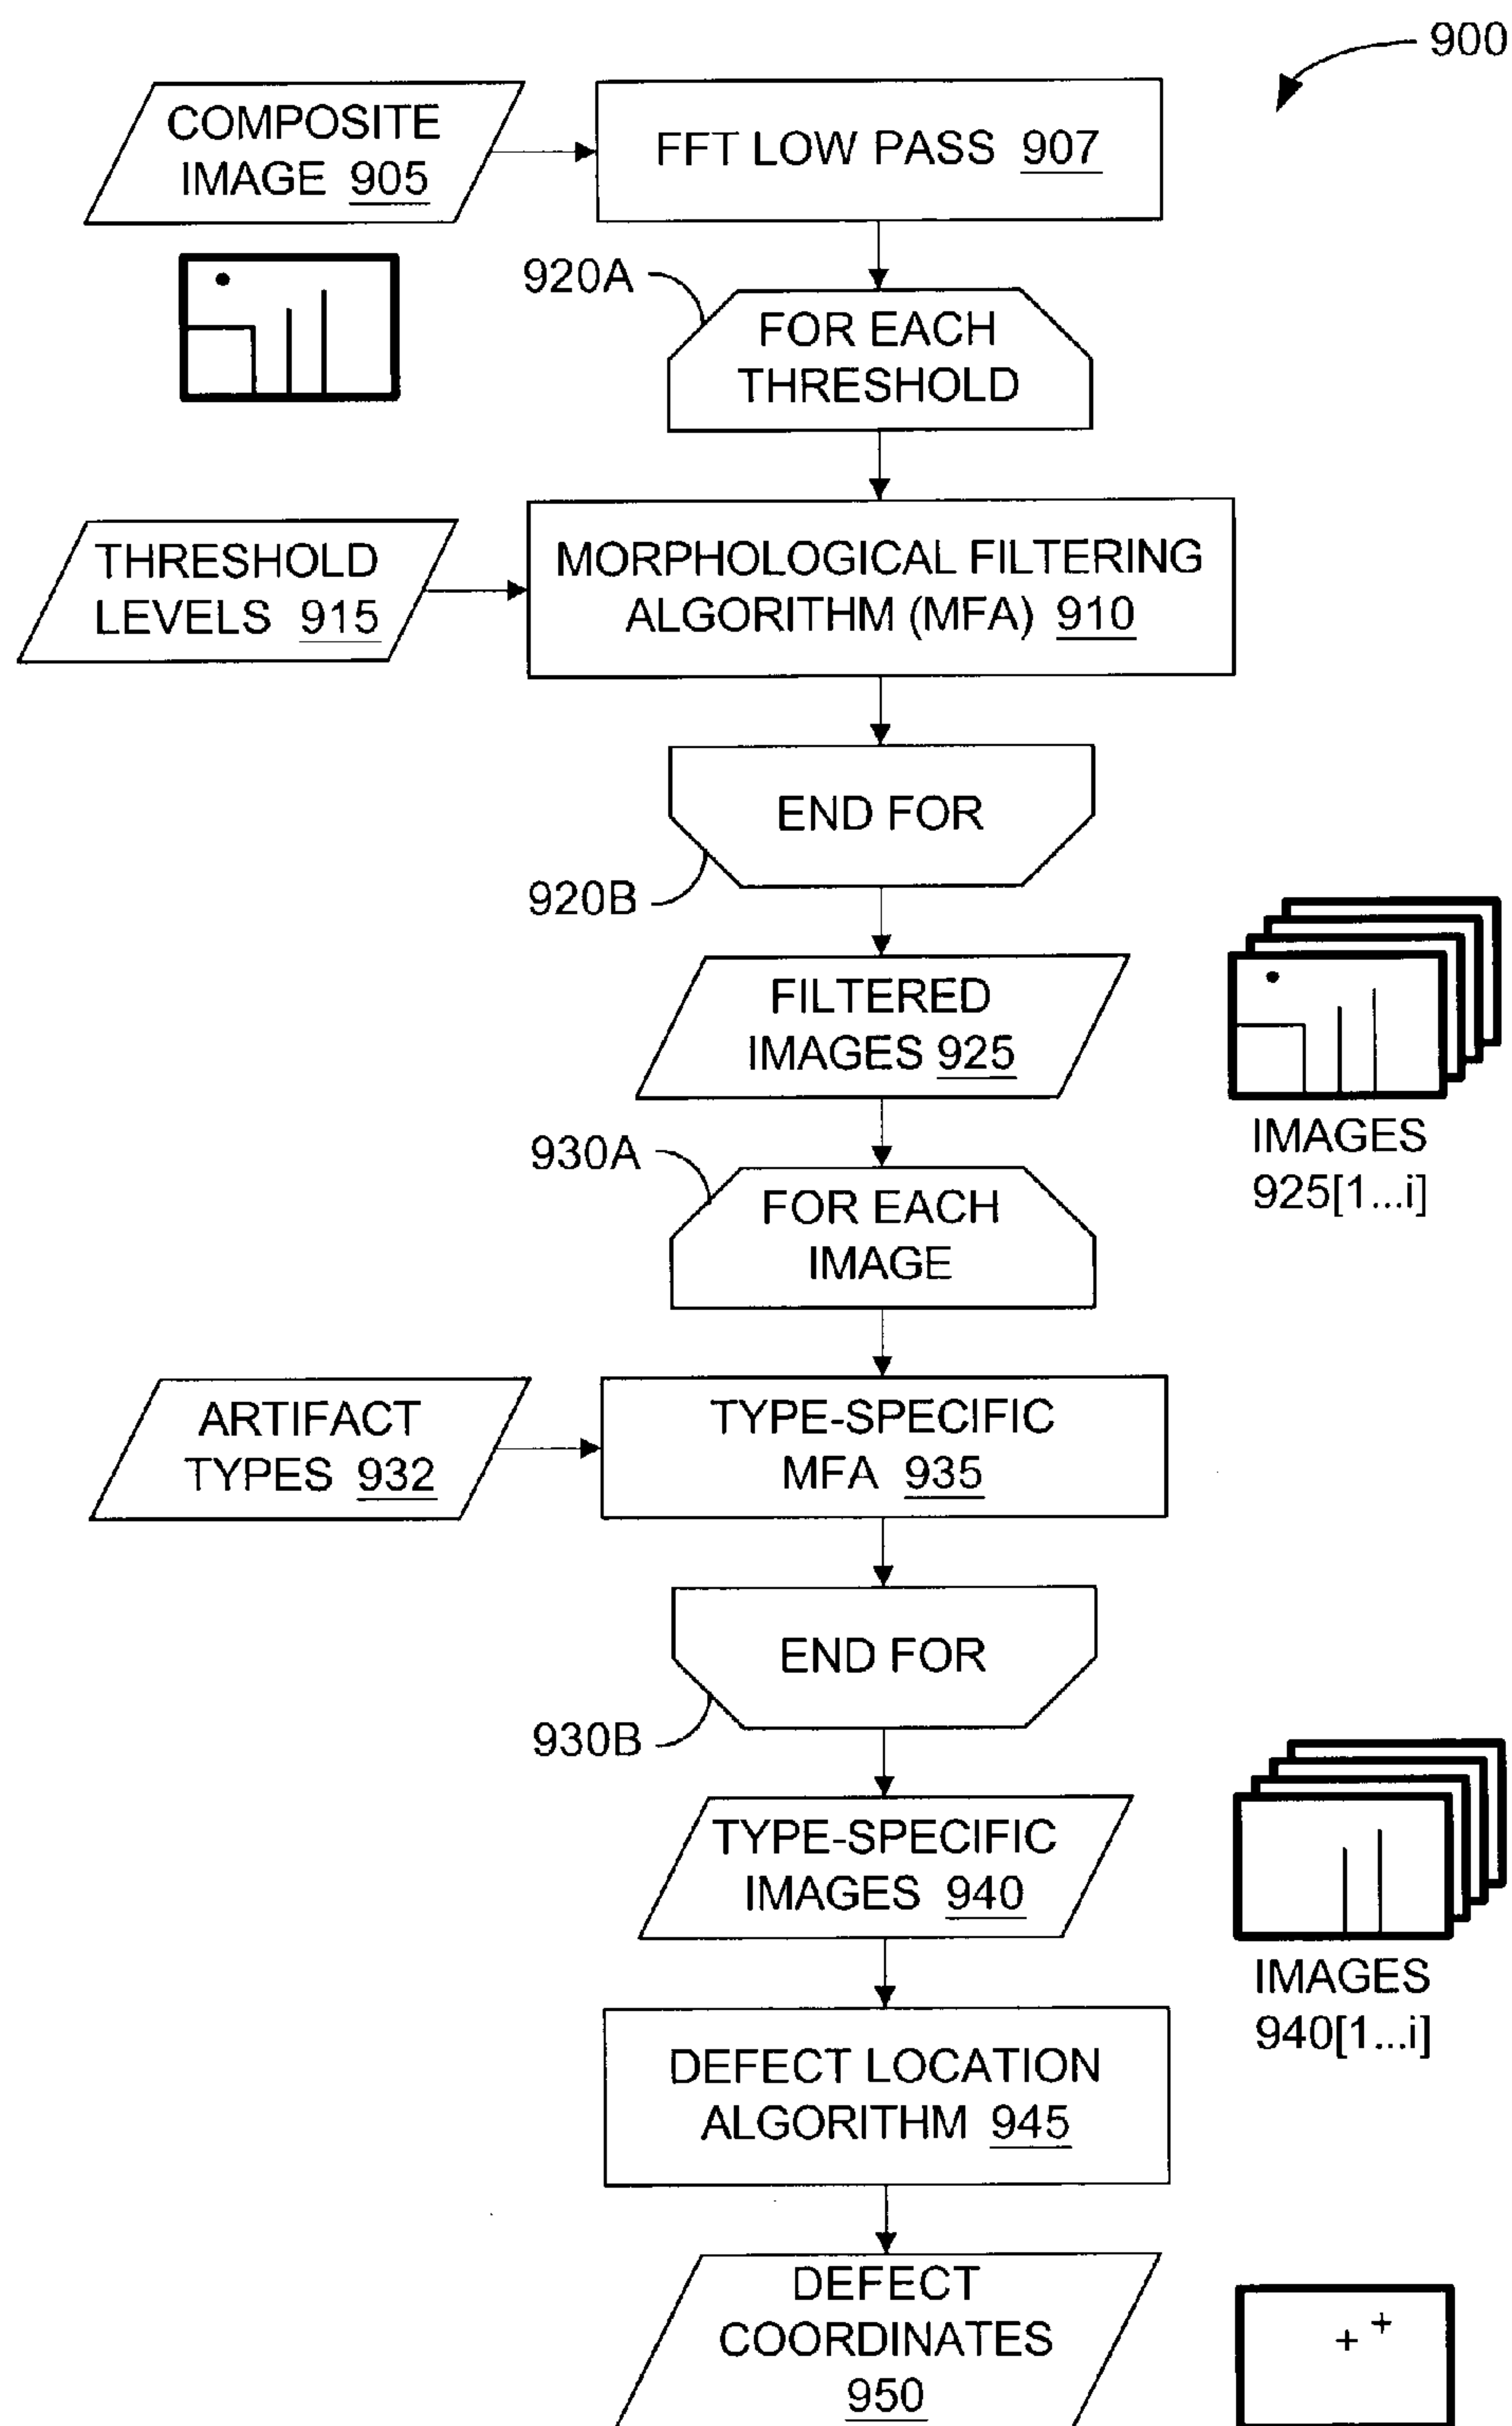 900
COMPOSITE
IMAGE 905
FFT LOW PASS 907
920A
FOR EACH
THRESHOLD
THRESHOLD
LEVELS 915
MORPHOLOGICAL FILTERING
ALGORITHM (MFA) 910
END FOR
920B
FILTERED
IMAGES 925
IMAGES
925[1...i]
930A
FOR EACH
IMAGE
ARTIFACT
TYPES 932
TYPE-SPECIFIC
MFA 935
END FOR
930B
TYPE-SPECIFIC
IMAGES 940
IMAGES
940[1...i]
DEFECT LOCATION
ALGORITHM 945
DEFECT
COORDINATES
950